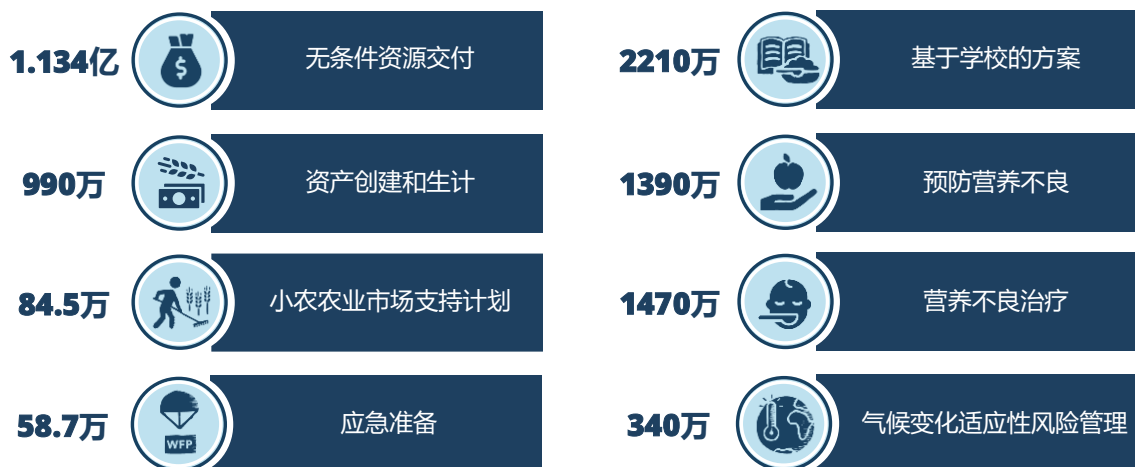 1.134亿
无条件资源交付
990万
资产创建和生计
84.5万
小农农业市场支持计划
58.7万
应急准备
WFP
2210万
基于学校的方案
1390万
预防营养不良
1470万
营养不良治疗
340万
气候变化适应性风险管理